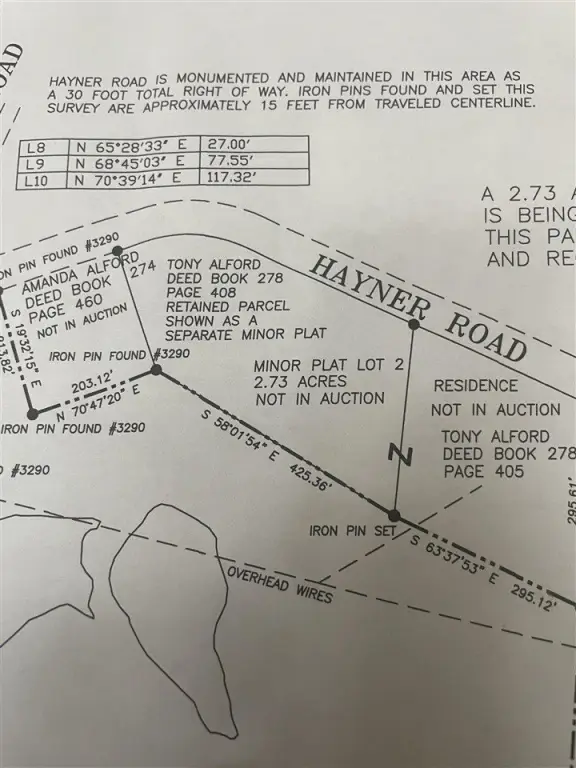 OAD
HAYNER ROAD IS MONUMENTED AND MAINTAINED IN THIS AREA AS
A 30 FOOT TOTAL RIGHT OF WAY. IRON PINS FOUND AND SET THIS
SURVEY ARE APPROXIMATELY 15 FEET FROM TRAVELED CENTERLINE.
L8 N 65°28'33" E 27.00'
L9 N 68°45'03" E 77.55'
L10 N 70°39'14" E 117.32'
A 2.73 A
IS BEING
THIS PA
AND RE
ON PIN FOUND #3290
AMANDA ALFORD
DEED BOOK 274
PAGE 460
NOT IN AUCTION
TONY ALFORD
DEED BOOK 278
PAGE 408
RETAINED PARCEL
SHOWN AS A
SEPARATE MINOR PLAT
HAYNER ROAD
S 19°32'15" E
13.82'
IRON PIN FOUND #3290
203.12'
N 70°47'20" E
IRON PIN FOUND #3290
MINOR PLAT LOT 2
2.73 ACRES
NOT IN AUCTION
RESIDENCE
NOT IN AUCTION
TONY ALFORD
DEED BOOK 278
PAGE 405
S 58°01'54" E 425.36'
N
#3290
295.61'
IRON PIN SET
S 63°37'53" E 295.12'
OVERHEAD WIRES